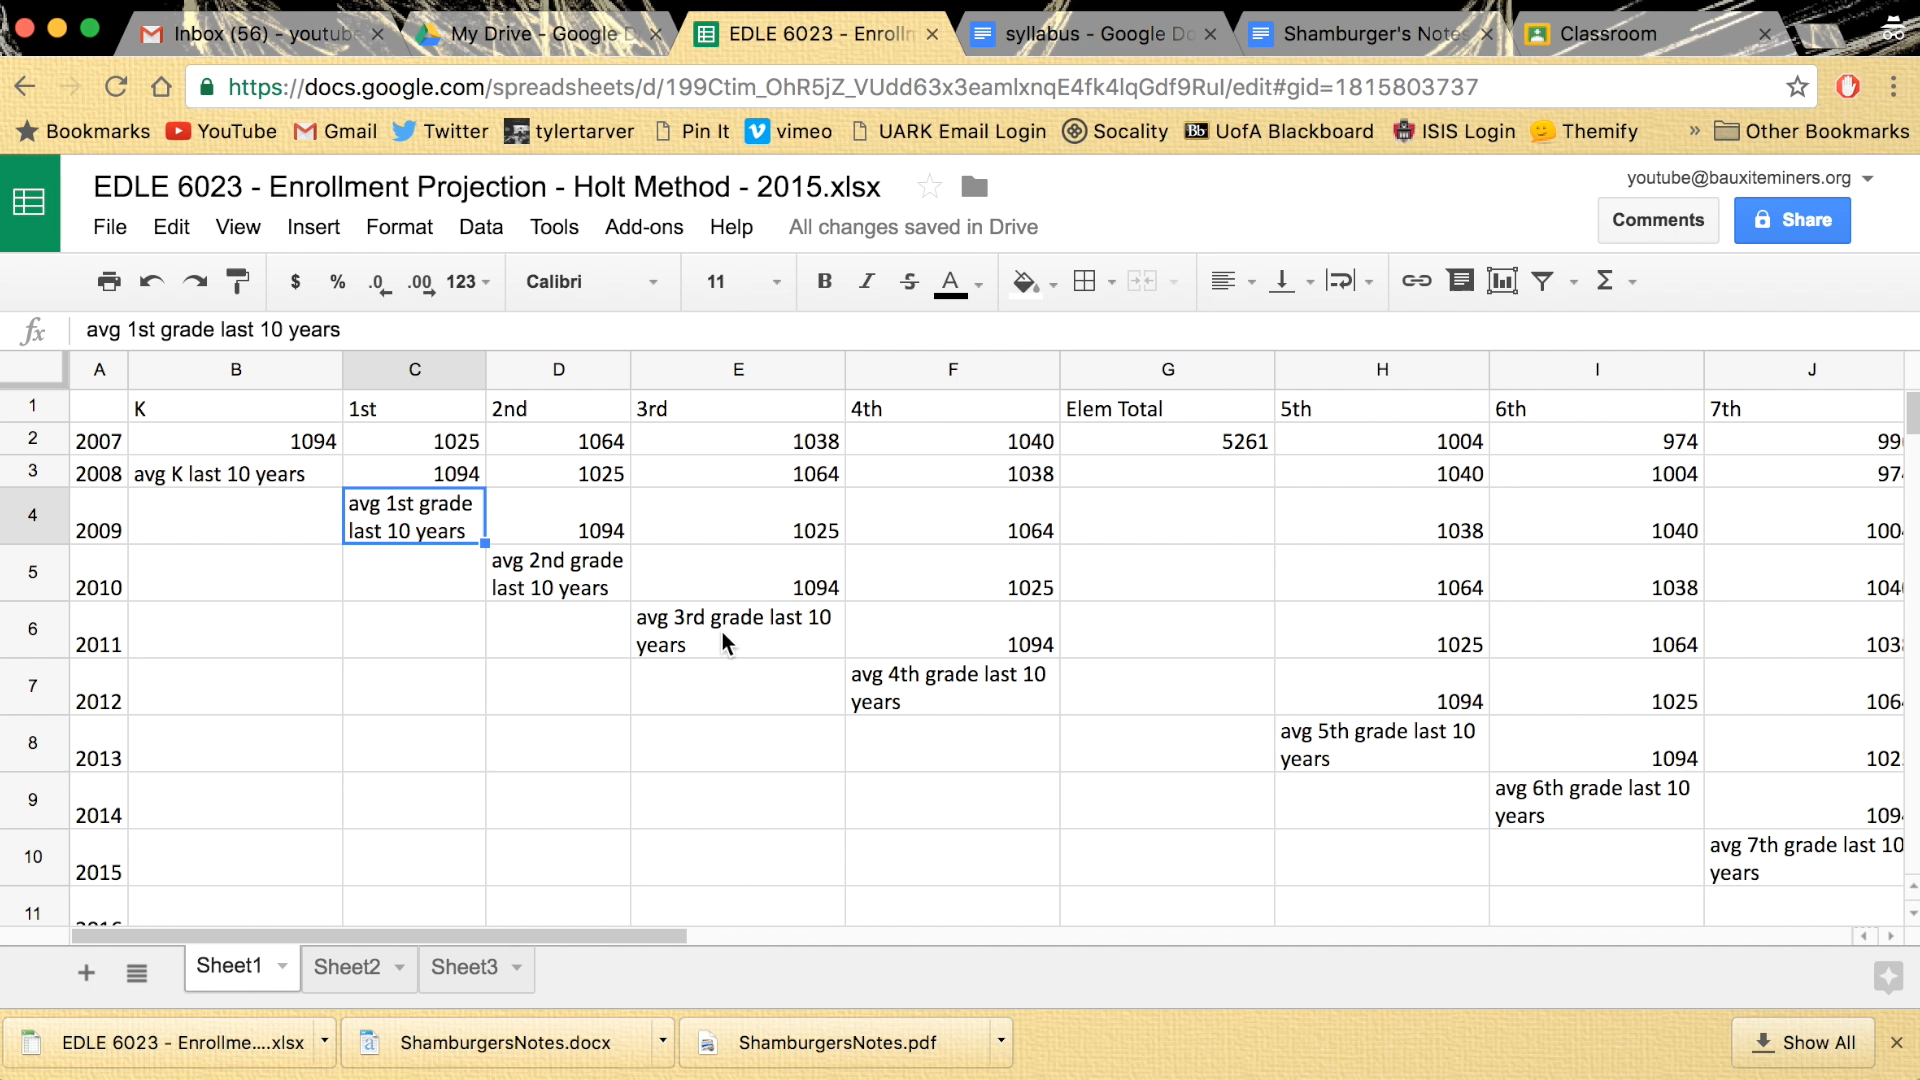 Inbox (56) - youtube
My Drive - Google D
EDLE 6023 - Enrolln
syllabus - Google Do
Shamburger's Notes
Classroom
https://docs.google.com/spreadsheets/d/199Ctim_OhR5jZ_VUdd63x3eamlxnqE4fk4lqGdf9RuI/edit#gid=1815803737
Bookmarks YouTube Gmail Twitter tylertarver Pin It vimeo UARK Email Login Socality UofA Blackboard ISIS Login Themify » Other Bookmarks
EDLE 6023 - Enrollment Projection - Holt Method - 2015.xlsx
youtube@bauxiteminers.org
File Edit View Insert Format Data Tools Add-ons Help All changes saved in Drive
Comments Share
$ % .0 .00 123 Calibri 11 B I S A Σ
fx avg 1st grade last 10 years
A B C D E F G H I J
1 K 1st 2nd 3rd 4th Elem Total 5th 6th 7th
2 2007 1094 1025 1064 1038 1040 5261 1004 974 99
3 2008 avg K last 10 years 1094 1025 1064 1038 1040 1004 97
4 2009 avg 1st grade last 10 years 1094 1025 1064 1038 1040 100
5 2010 avg 2nd grade last 10 years 1094 1025 1064 1038 104
6 2011 avg 3rd grade last 10 years 1094 1025 1064 103
7 2012 avg 4th grade last 10 years 1094 1025 106
8 2013 avg 5th grade last 10 years 1094 102
9 2014 avg 6th grade last 10 years 109
10 2015 avg 7th grade last 10 years
11
Sheet1 Sheet2 Sheet3
EDLE 6023 - Enrollme....xlsx ShamburgersNotes.docx ShamburgersNotes.pdf Show All